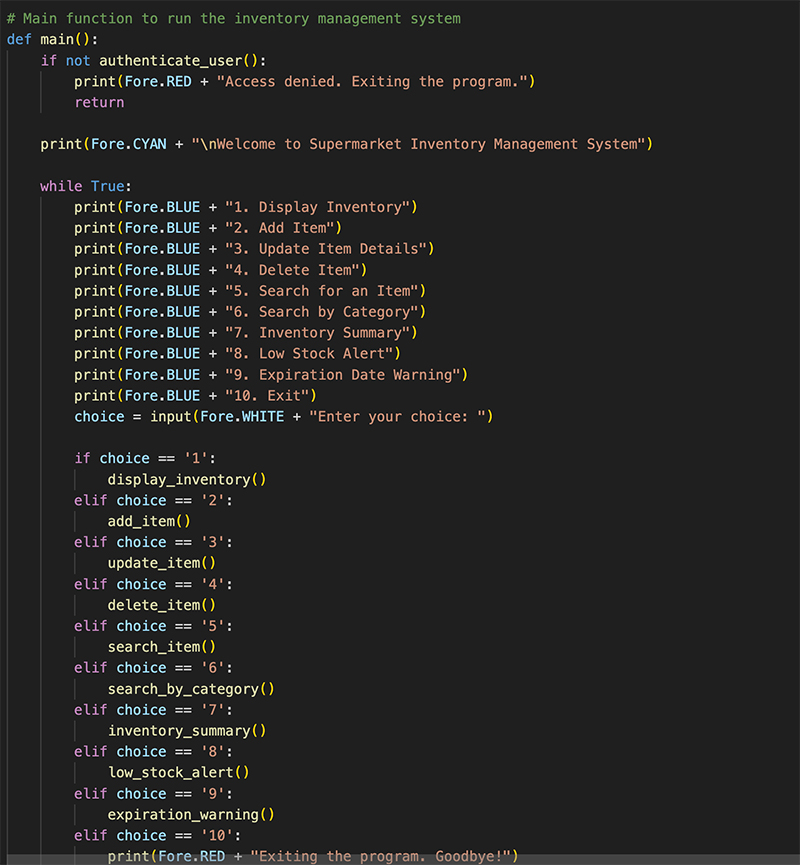 # Main function to run the inventory management system
def main():
    if not authenticate_user():
        print(Fore.RED + "Access denied. Exiting the program.")
        return
    print(Fore.CYAN + "\nWelcome to Supermarket Inventory Management System")
    while True:
        print(Fore.BLUE + "1. Display Inventory")
        print(Fore.BLUE + "2. Add Item")
        print(Fore.BLUE + "3. Update Item Details")
        print(Fore.BLUE + "4. Delete Item")
        print(Fore.BLUE + "5. Search for an Item")
        print(Fore.BLUE + "6. Search by Category")
        print(Fore.BLUE + "7. Inventory Summary")
        print(Fore.BLUE + "8. Low Stock Alert")
        print(Fore.BLUE + "9. Expiration Date Warning")
        print(Fore.BLUE + "10. Exit")
        choice = input(Fore.WHITE + "Enter your choice: ")
        if choice == '1':
            display_inventory()
        elif choice == '2':
            add_item()
        elif choice == '3':
            update_item()
        elif choice == '4':
            delete_item()
        elif choice == '5':
            search_item()
        elif choice == '6':
            search_by_category()
        elif choice == '7':
            inventory_summary()
        elif choice == '8':
            low_stock_alert()
        elif choice == '9':
            expiration_warning()
        elif choice == '10':
            print(Fore.RED + "Exiting the program. Goodbye!")